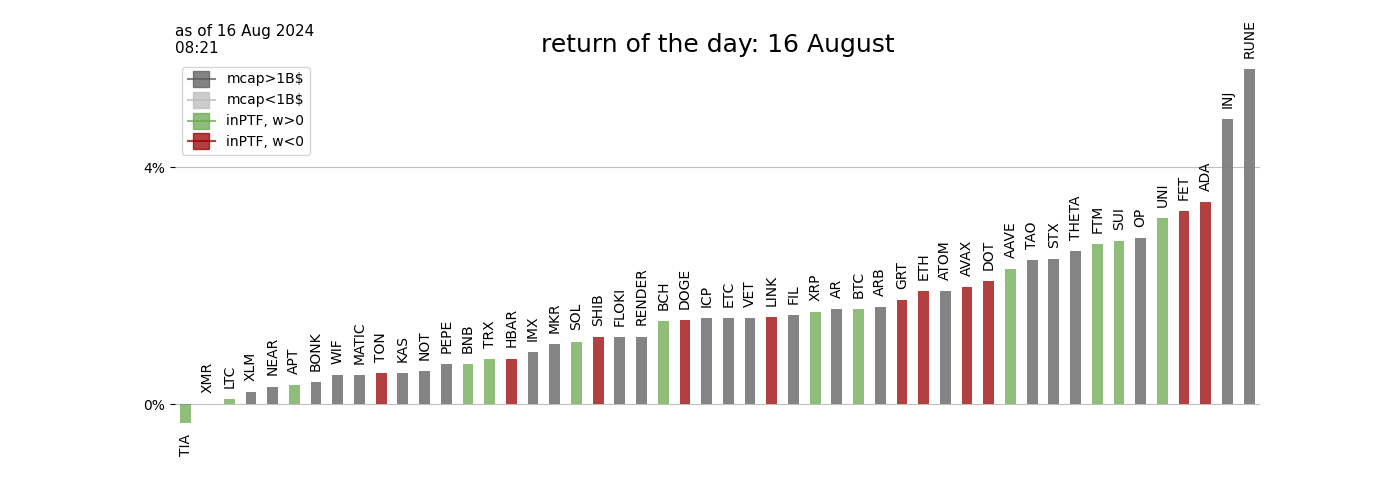 as of 16 Aug 2024
08:21
return of the day: 16 August
mcap>1B$
mcap<1B$
inPTF, w>0
inPTF, w<0
4%
0%
TIA
XMR
LTC
XLM
NEAR
APT
BONK
WIF
MATIC
TON
KAS
NOT
PEPE
BNB
TRX
HBAR
IMX
MKR
SOL
SHIB
FLOKI
RENDER
BCH
DOGE
ICP
ETC
VET
LINK
FIL
XRP
AR
BTC
ARB
GRT
ETH
ATOM
AVAX
DOT
AAVE
TAO
STX
THETA
FTM
SUI
OP
UNI
FET
ADA
INJ
RUNE